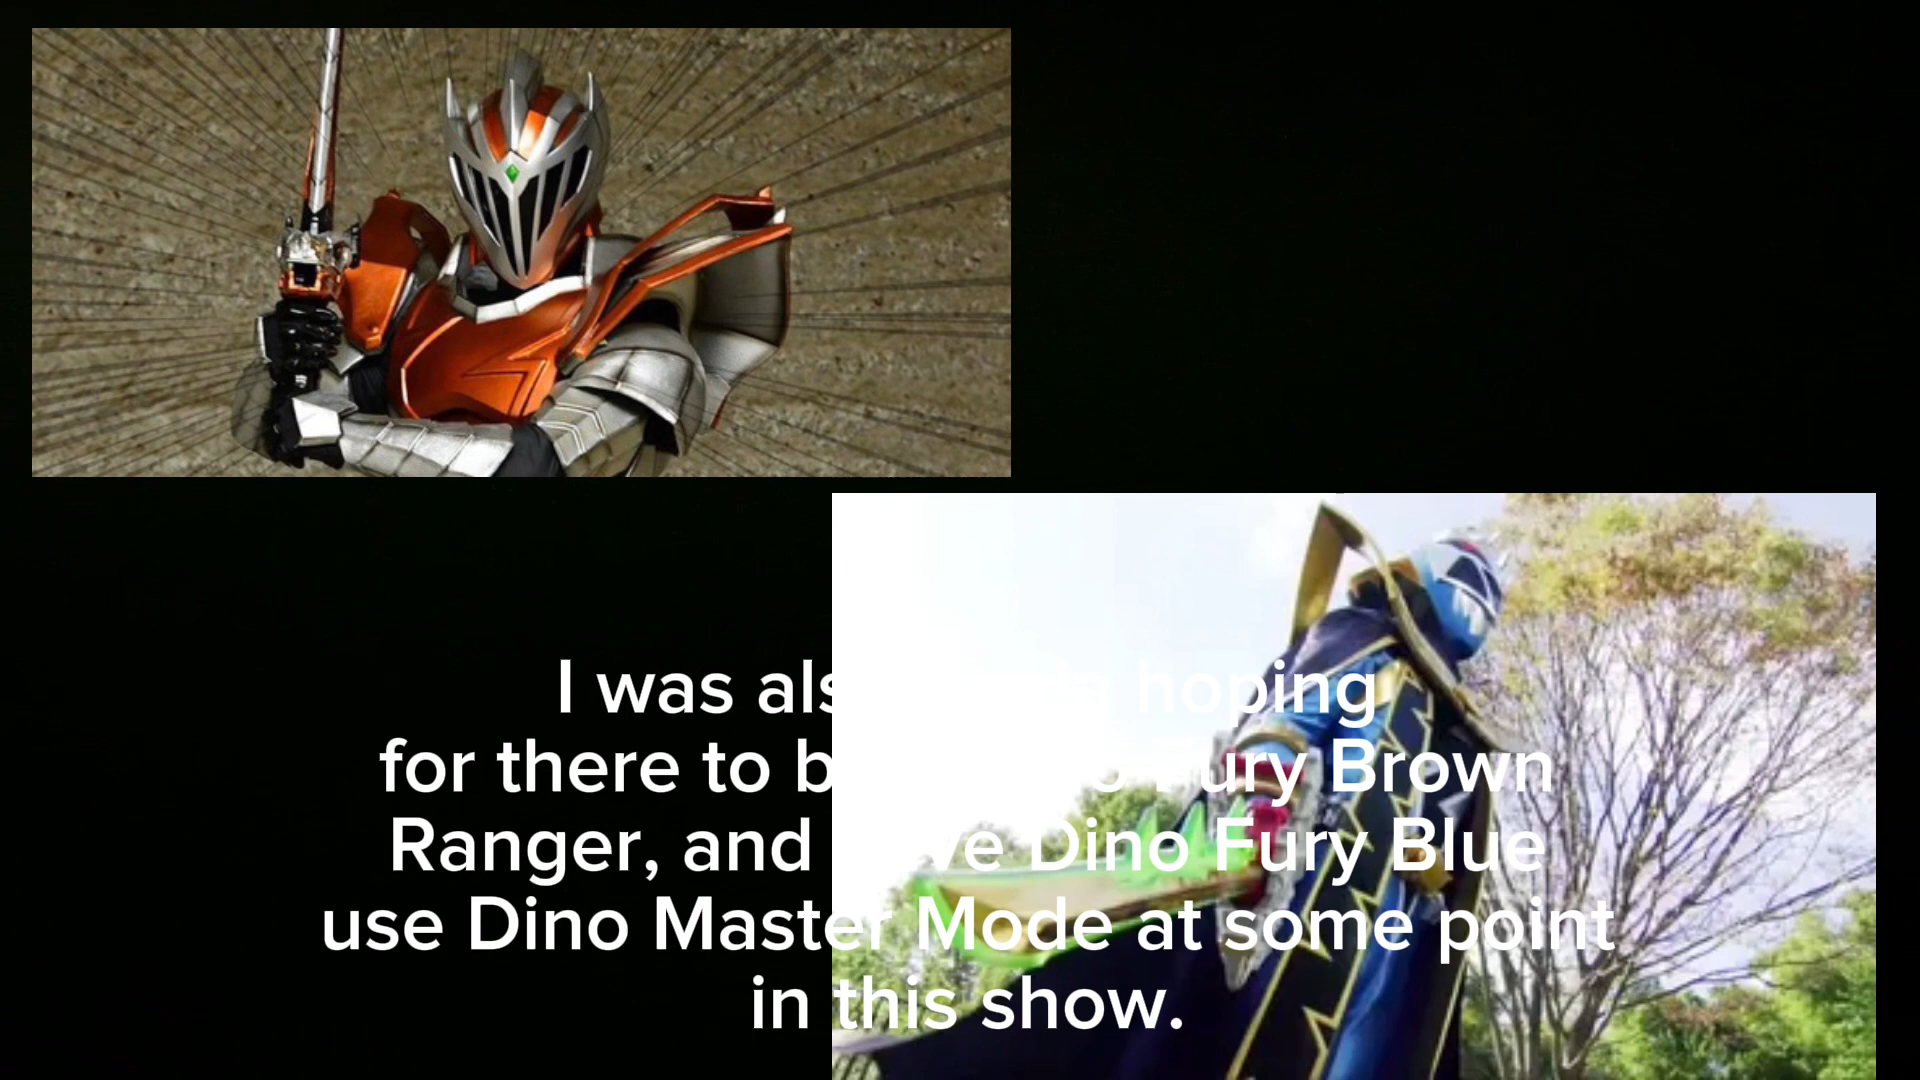 I was als hoping
for there to b Fury Brown
Ranger, and Dino Fury Blue
use Dino Master Mode at some point
in this show.